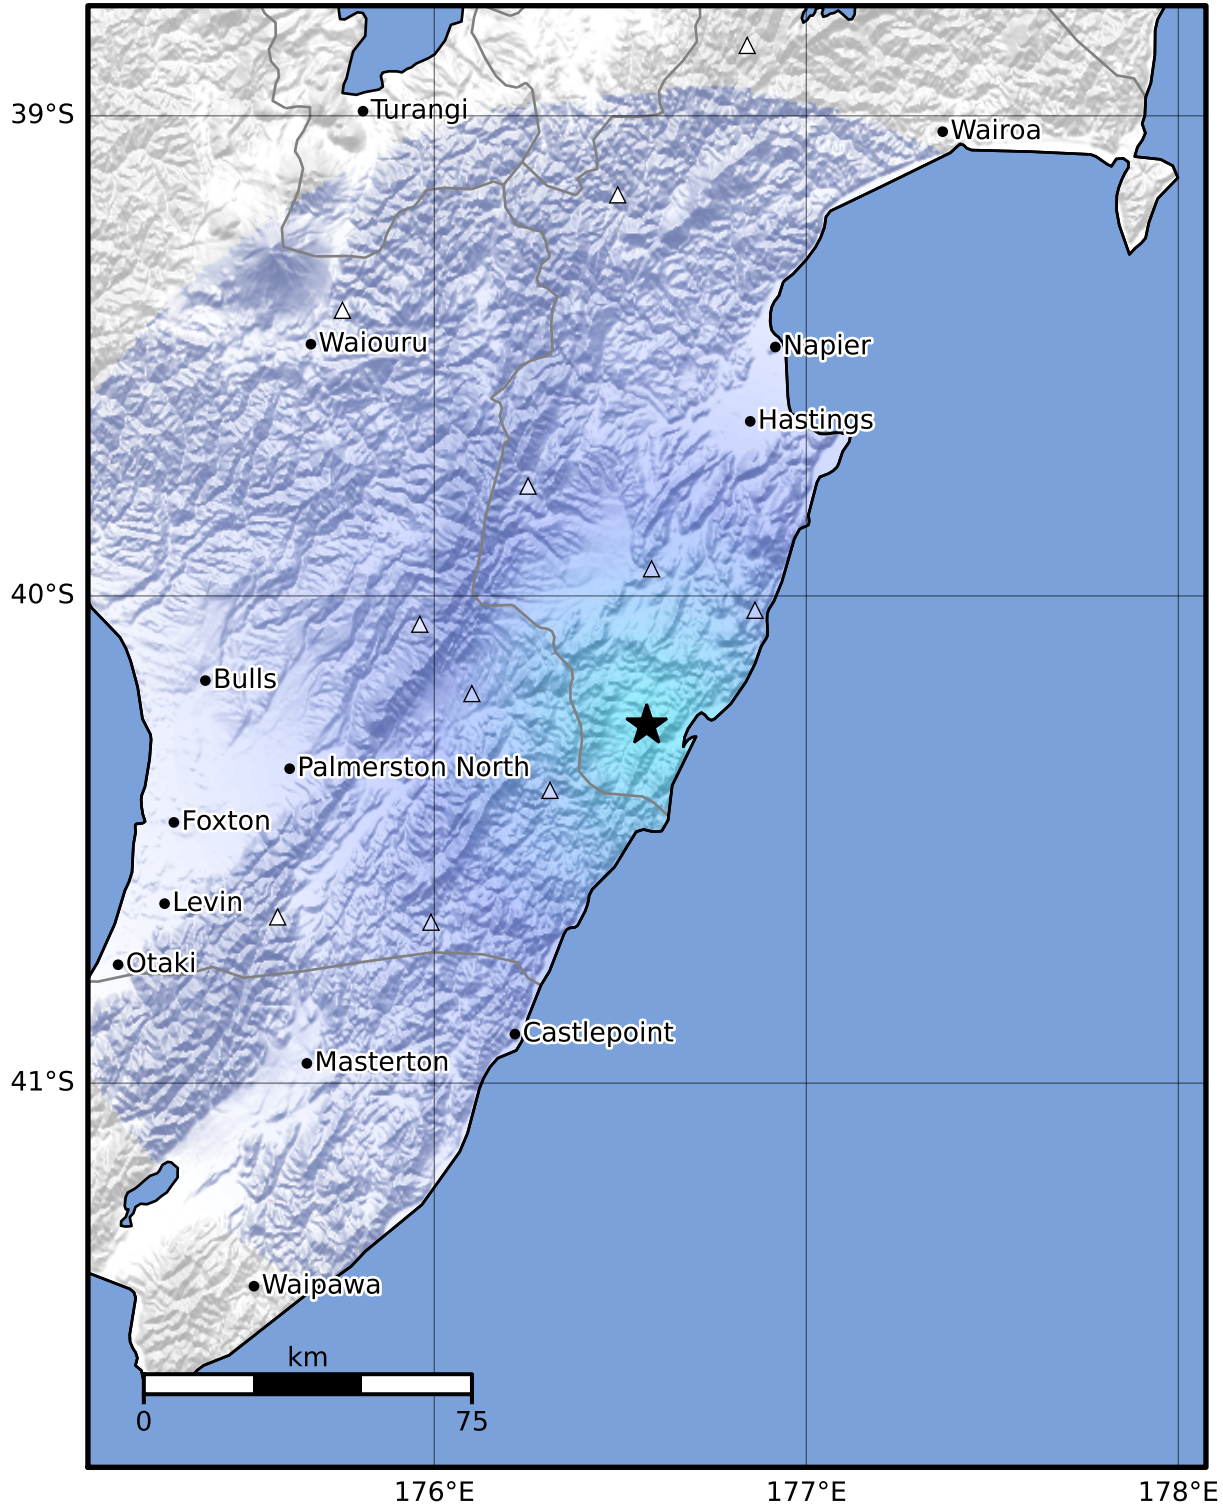 Turangi
39°S
Wairoa
Waiouru
Napier
Hastings
40°S
Bulls
Palmerston North
Foxton
Levin
Otaki
Castlepoint
Masterton
41°S
Waipawa
km
0
75
176°E
177°E
178°E